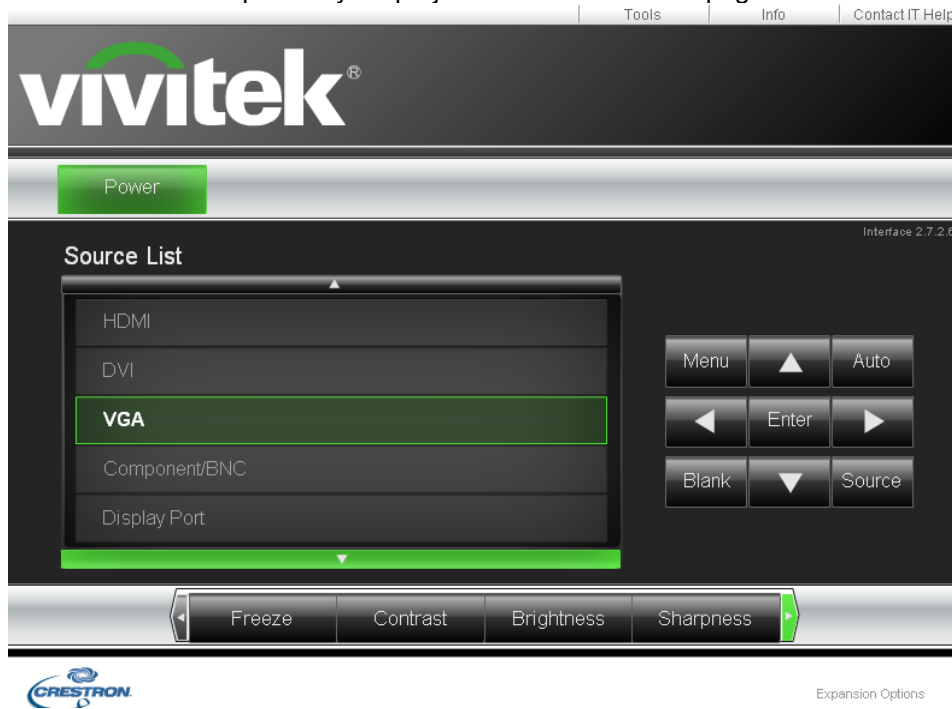 Tools Info Contact IT Help
vivitek®
Power
Interface 2.7.2.6
Source List
HDMI
DVI
VGA
Component/BNC
Display Port
Menu Auto
Enter
Blank Source
Freeze Contrast Brightness Sharpness
CRESTRON
Expansion Options